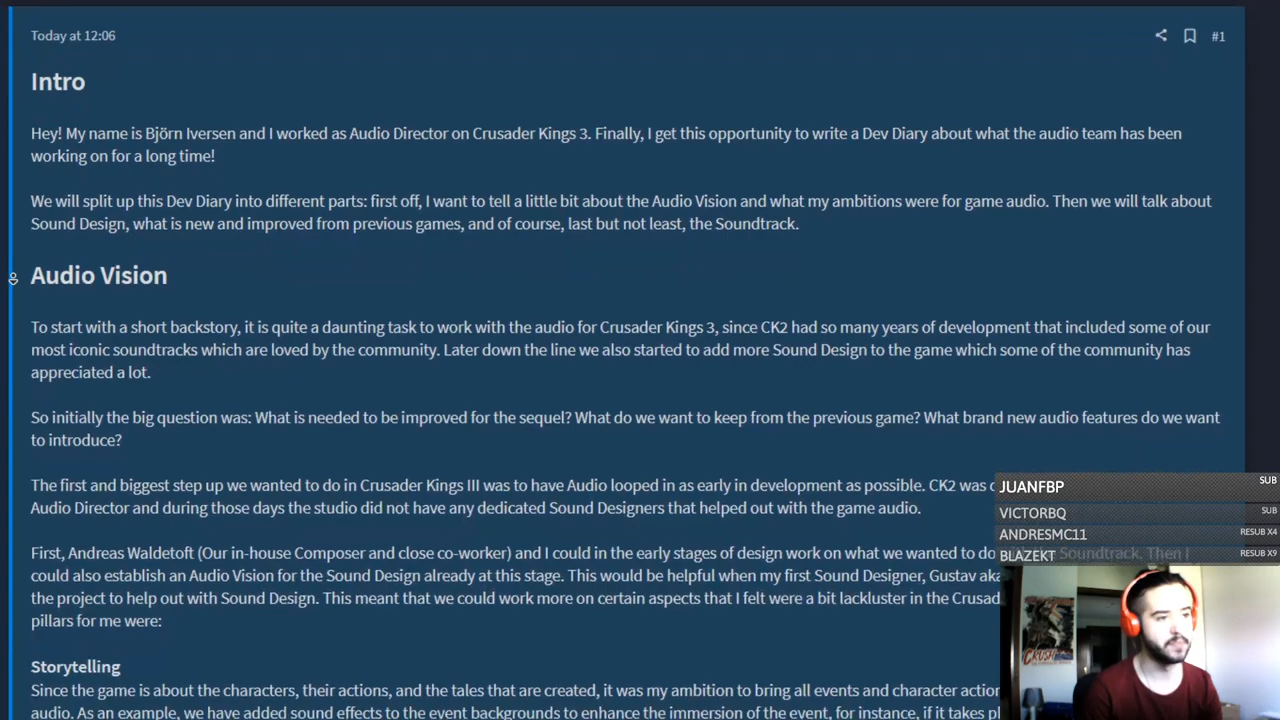 Today at 12:06
#1
Intro
Hey! My name is Björn Iversen and I worked as Audio Director on Crusader Kings 3. Finally, I get this opportunity to write a Dev Diary about what the audio team has been
working on for a long time!
We will split up this Dev Diary into different parts: first off, I want to tell a little bit about the Audio Vision and what my ambitions were for game audio. Then we will talk about
Sound Design, what is new and improved from previous games, and of course, last but not least, the Soundtrack.
Audio Vision
To start with a short backstory, it is quite a daunting task to work with the audio for Crusader Kings 3, since CK2 had so many years of development that included some of our
most iconic soundtracks which are loved by the community. Later down the line we also started to add more Sound Design to the game which some of the community has
appreciated a lot.
So initially the big question was: What is needed to be improved for the sequel? What do we want to keep from the previous game? What brand new audio features do we want
to introduce?
The first and biggest step up we wanted to do in Crusader Kings III was to have Audio looped in as early in development as possible. CK2 was
Audio Director and during those days the studio did not have any dedicated Sound Designers that helped out with the game audio.
First, Andreas Waldetoft (Our in-house Composer and close co-worker) and I could in the early stages of design work on what we wanted to do Soundtrack. Then I
could also establish an Audio Vision for the Sound Design already at this stage. This would be helpful when my first Sound Designer, Gustav aka
the project to help out with Sound Design. This meant that we could work more on certain aspects that I felt were a bit lackluster in the
pillars for me were:
Storytelling
Since the game is about the characters, their actions, and the tales that are created, it was my ambition to bring all events and character
audio. As an example, we have added sound effects to the event backgrounds to enhance the immersion of the event, for instance, if it takes
JUANFBP SUB
VICTORBQ SUB
ANDRESMC11 RESUB X4
BLAZEKT RESUB X9
CRUSH